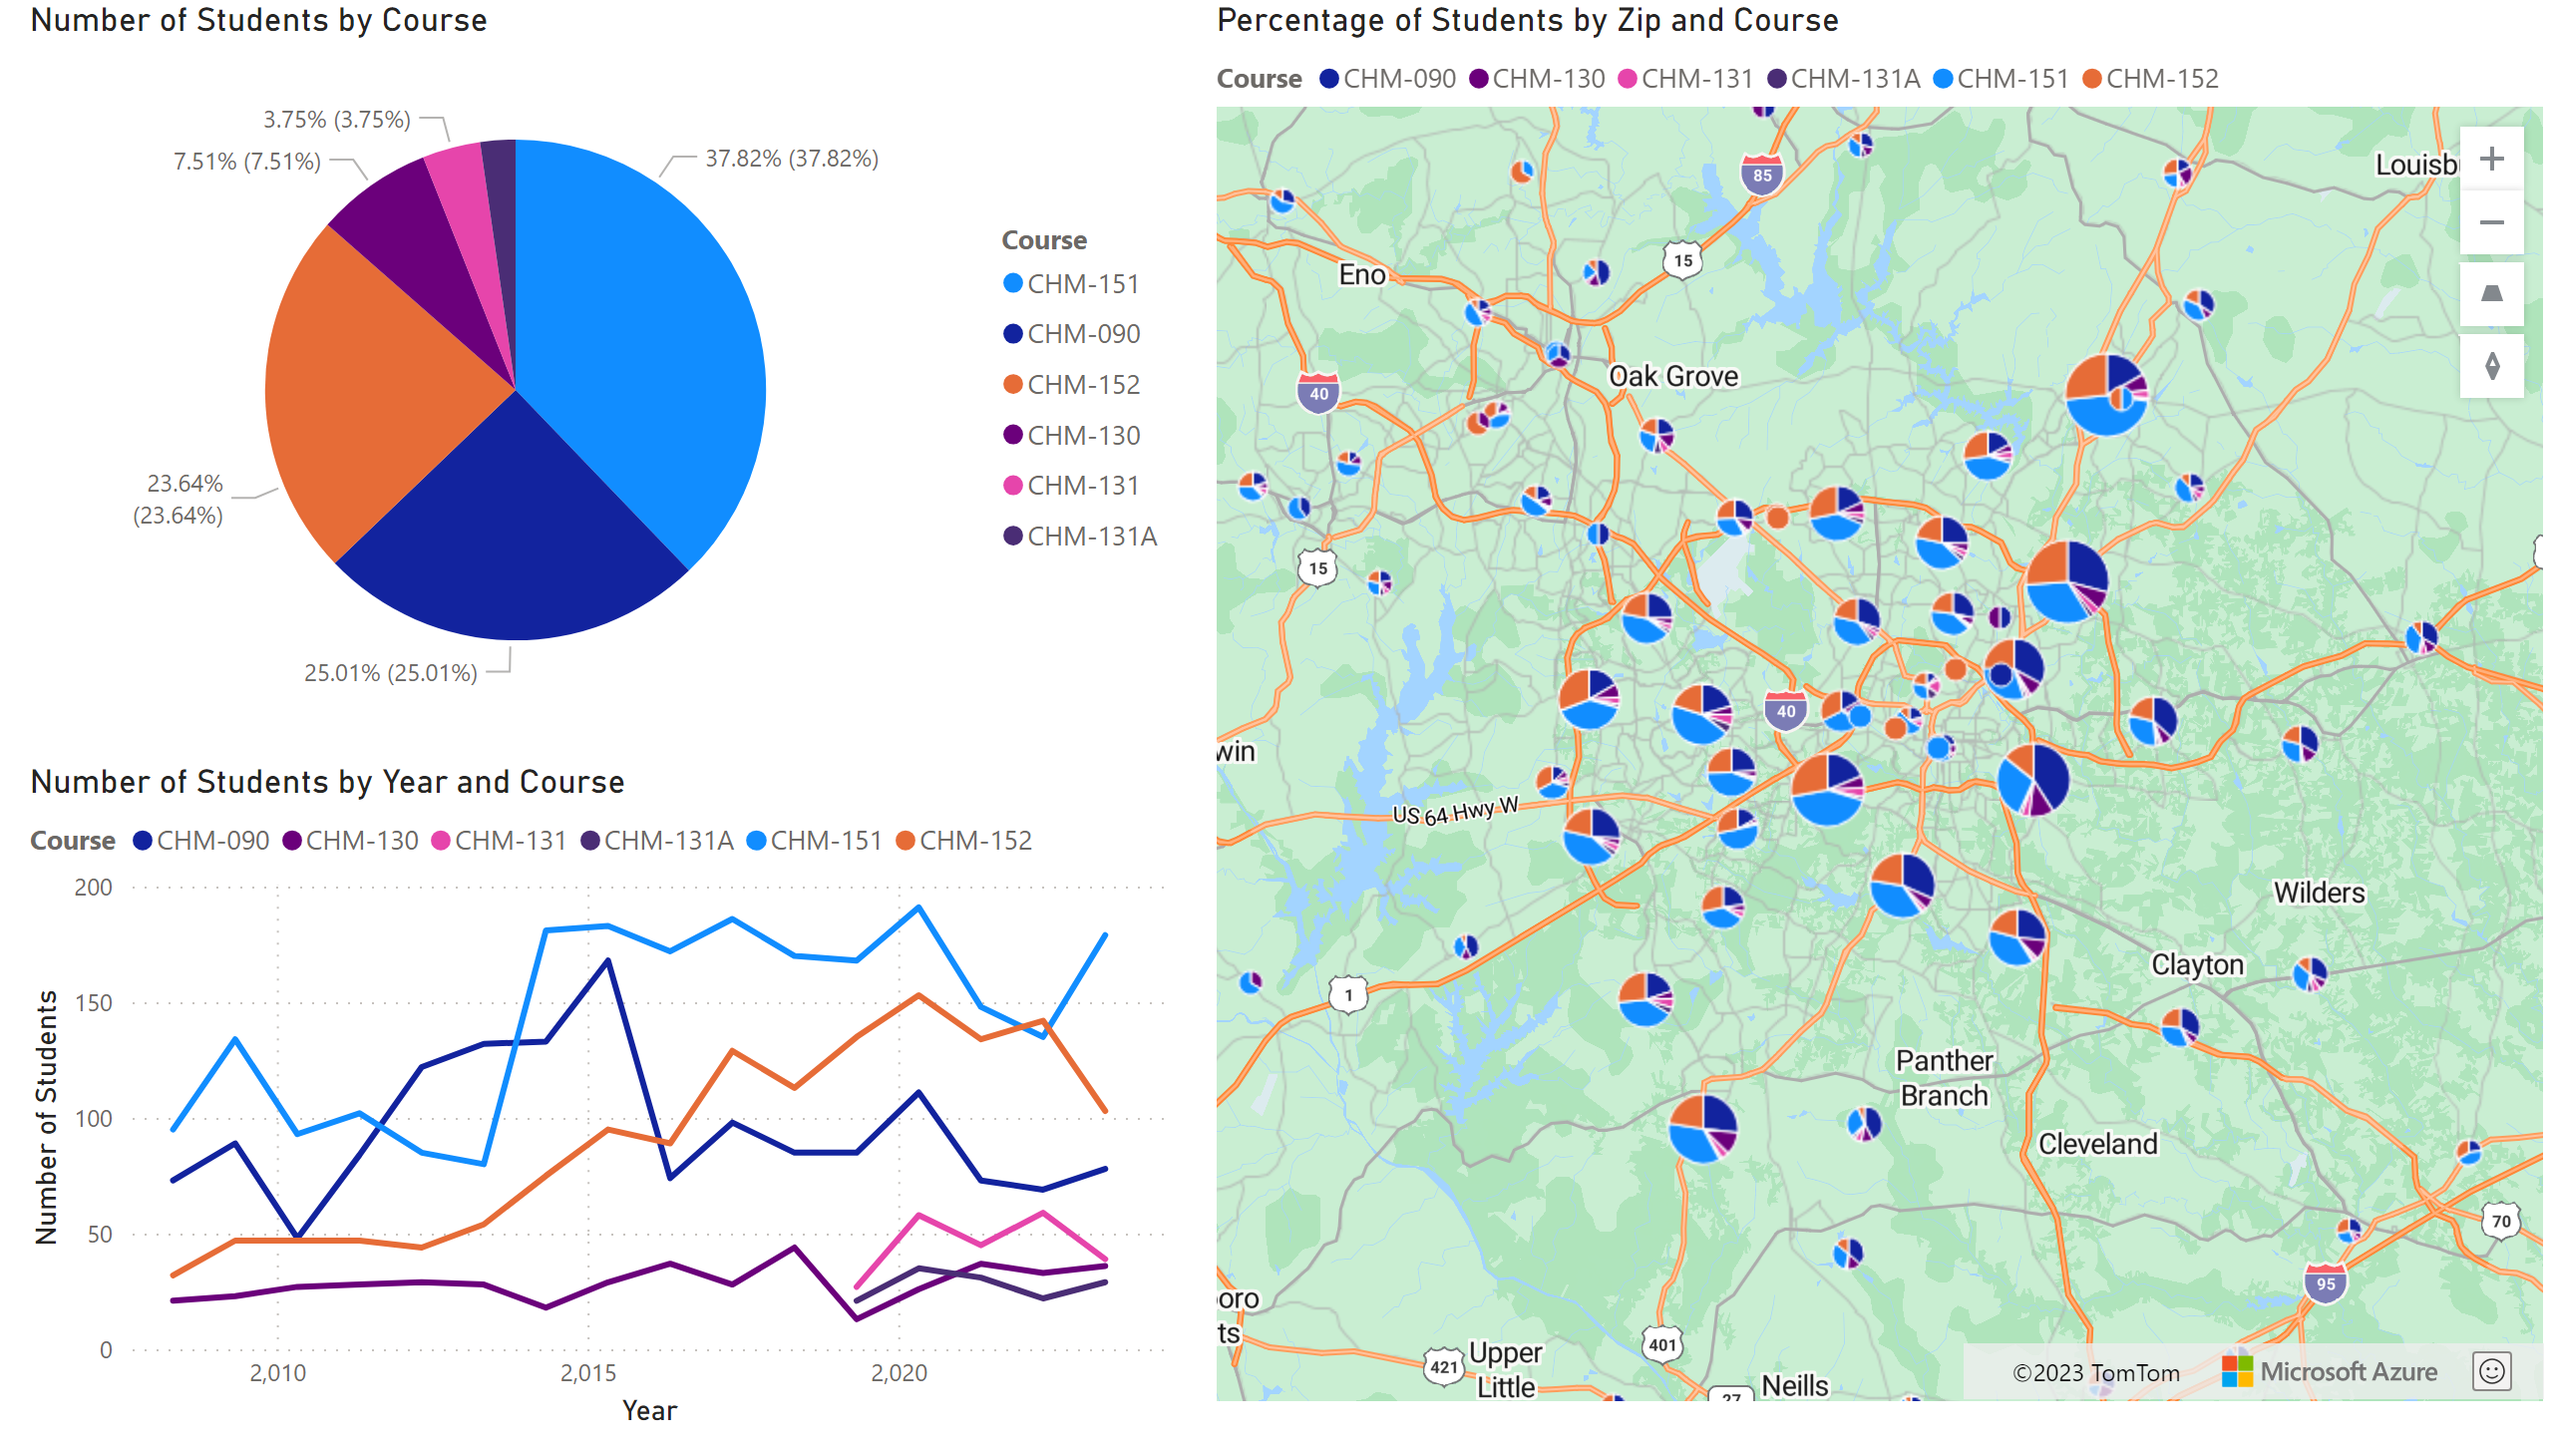 Number of Students by Course
3.75% (3.75%)
7.51% (7.51%)
37.82% (37.82%)
23.64%
(23.64%)
25.01% (25.01%)
Course
CHM-151
CHM-090
CHM-152
CHM-130
CHM-131
CHM-131A
Number of Students by Year and Course
Course CHM-090 CHM-130 CHM-131 CHM-131A CHM-151 CHM-152
Number of Students
200
150
100
50
0
2,010 2,015 2,020
Year
Percentage of Students by Zip and Course
Course CHM-090 CHM-130 CHM-131 CHM-131A CHM-151 CHM-152
Louisb
85
15
Eno
Oak Grove
40
15
40
win
US 64 Hwy W
Wilders
Clayton
1
Panther
Branch
Cleveland
70
95
oro
ts
401
421
Upper
Little
27
Neills
©2023 TomTom
Microsoft Azure